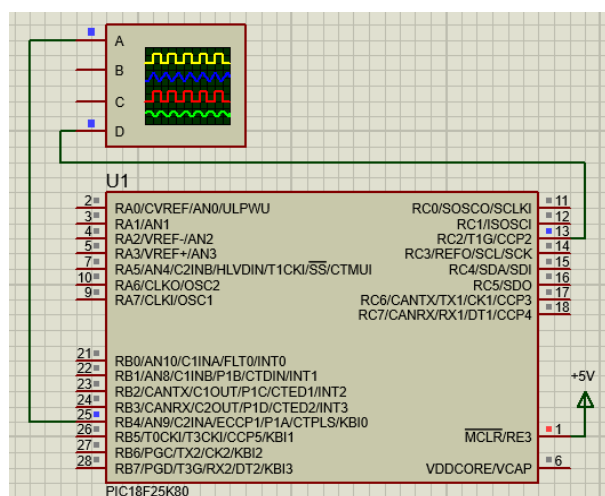 A
B
C
D
U1
2 RA0/CVREF/AN0/ULPWU
3 RA1/AN1
4 RA2/VREF-/AN2
5 RA3/VREF+/AN3
7 RA5/AN4/C2INB/HLVDIN/T1CKI/SS/CTMUI
10 RA6/CLKO/OSC2
9 RA7/CLKI/OSC1
21 RB0/AN10/C1INA/FLT0/INT0
22 RB1/AN8/C1INB/P1B/CTDIN/INT1
23 RB2/CANTX/C1OUT/P1C/CTED1/INT2
24 RB3/CANRX/C2OUT/P1D/CTED2/INT3
25 RB4/AN9/C2INA/ECCP1/P1A/CTPLS/KBI0
26 RB5/T0CKI/T3CKI/CCP5/KBI1
27 RB6/PGC/TX2/CK2/KBI2
28 RB7/PGD/T3G/RX2/DT2/KBI3
RC0/SOSCO/SCLKI 11
RC1/ISOSCI 12
RC2/T1G/CCP2 13
RC3/REFO/SCL/SCK 14
RC4/SDA/SDI 15
RC5/SDO 16
RC6/CANTX/TX1/CK1/CCP3 17
RC7/CANRX/RX1/DT1/CCP4 18
+5V
MCLR/RE3 1
VDDCORE/VCAP 6
PIC18F25K80